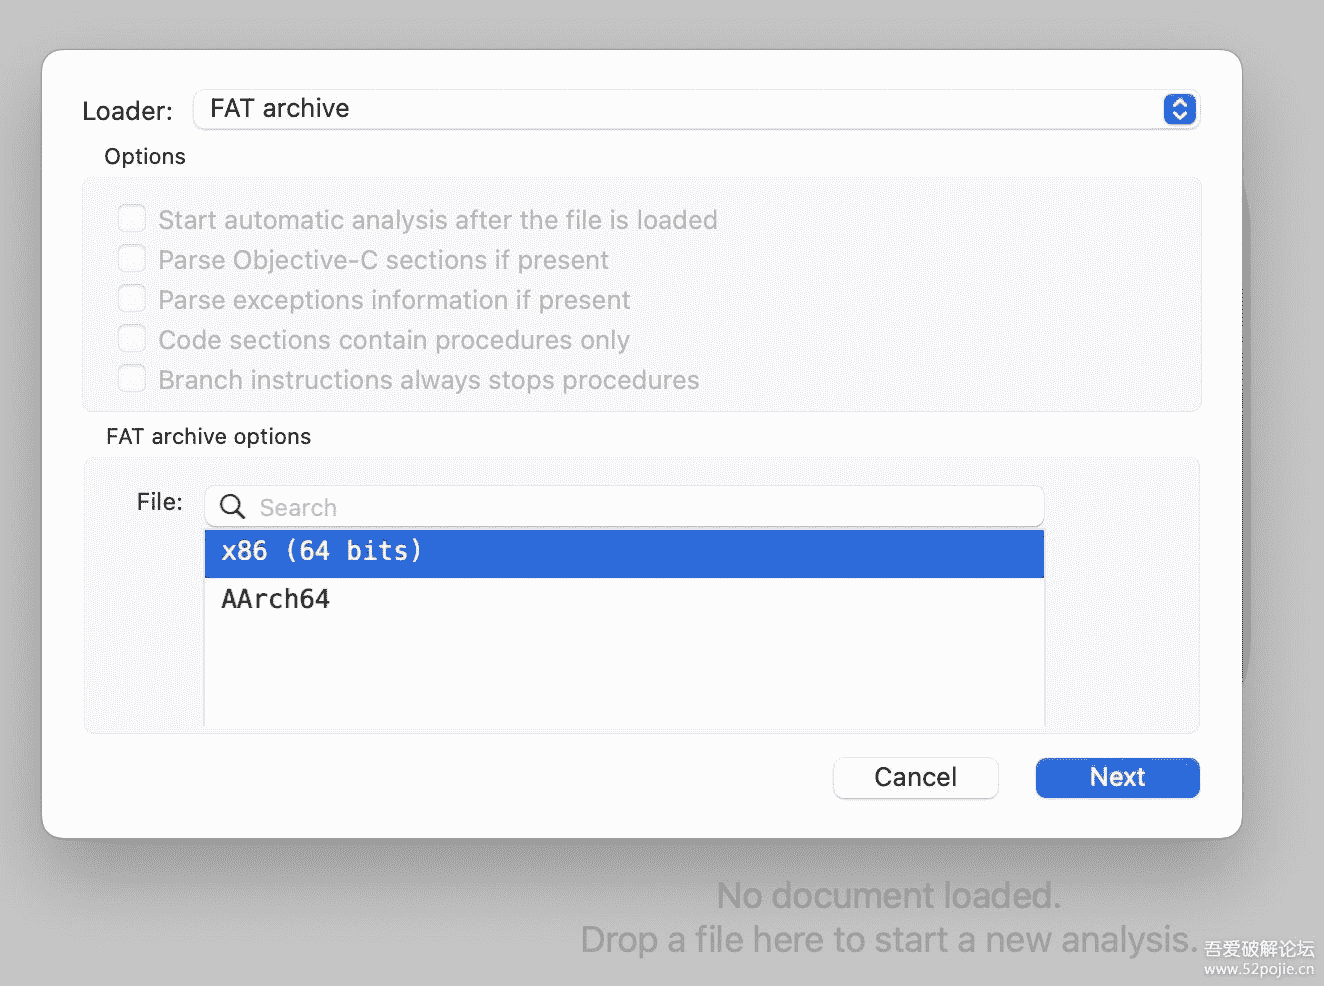 Loader: FAT archive
Options
Start automatic analysis after the file is loaded
Parse Objective-C sections if present
Parse exceptions information if present
Code sections contain procedures only
Branch instructions always stops procedures
FAT archive options
File: Search
x86 (64 bits)
AArch64
Cancel Next
No document loaded.
Drop a file here to start a new analysis.
吾爱破解论坛
www.52pojie.cn